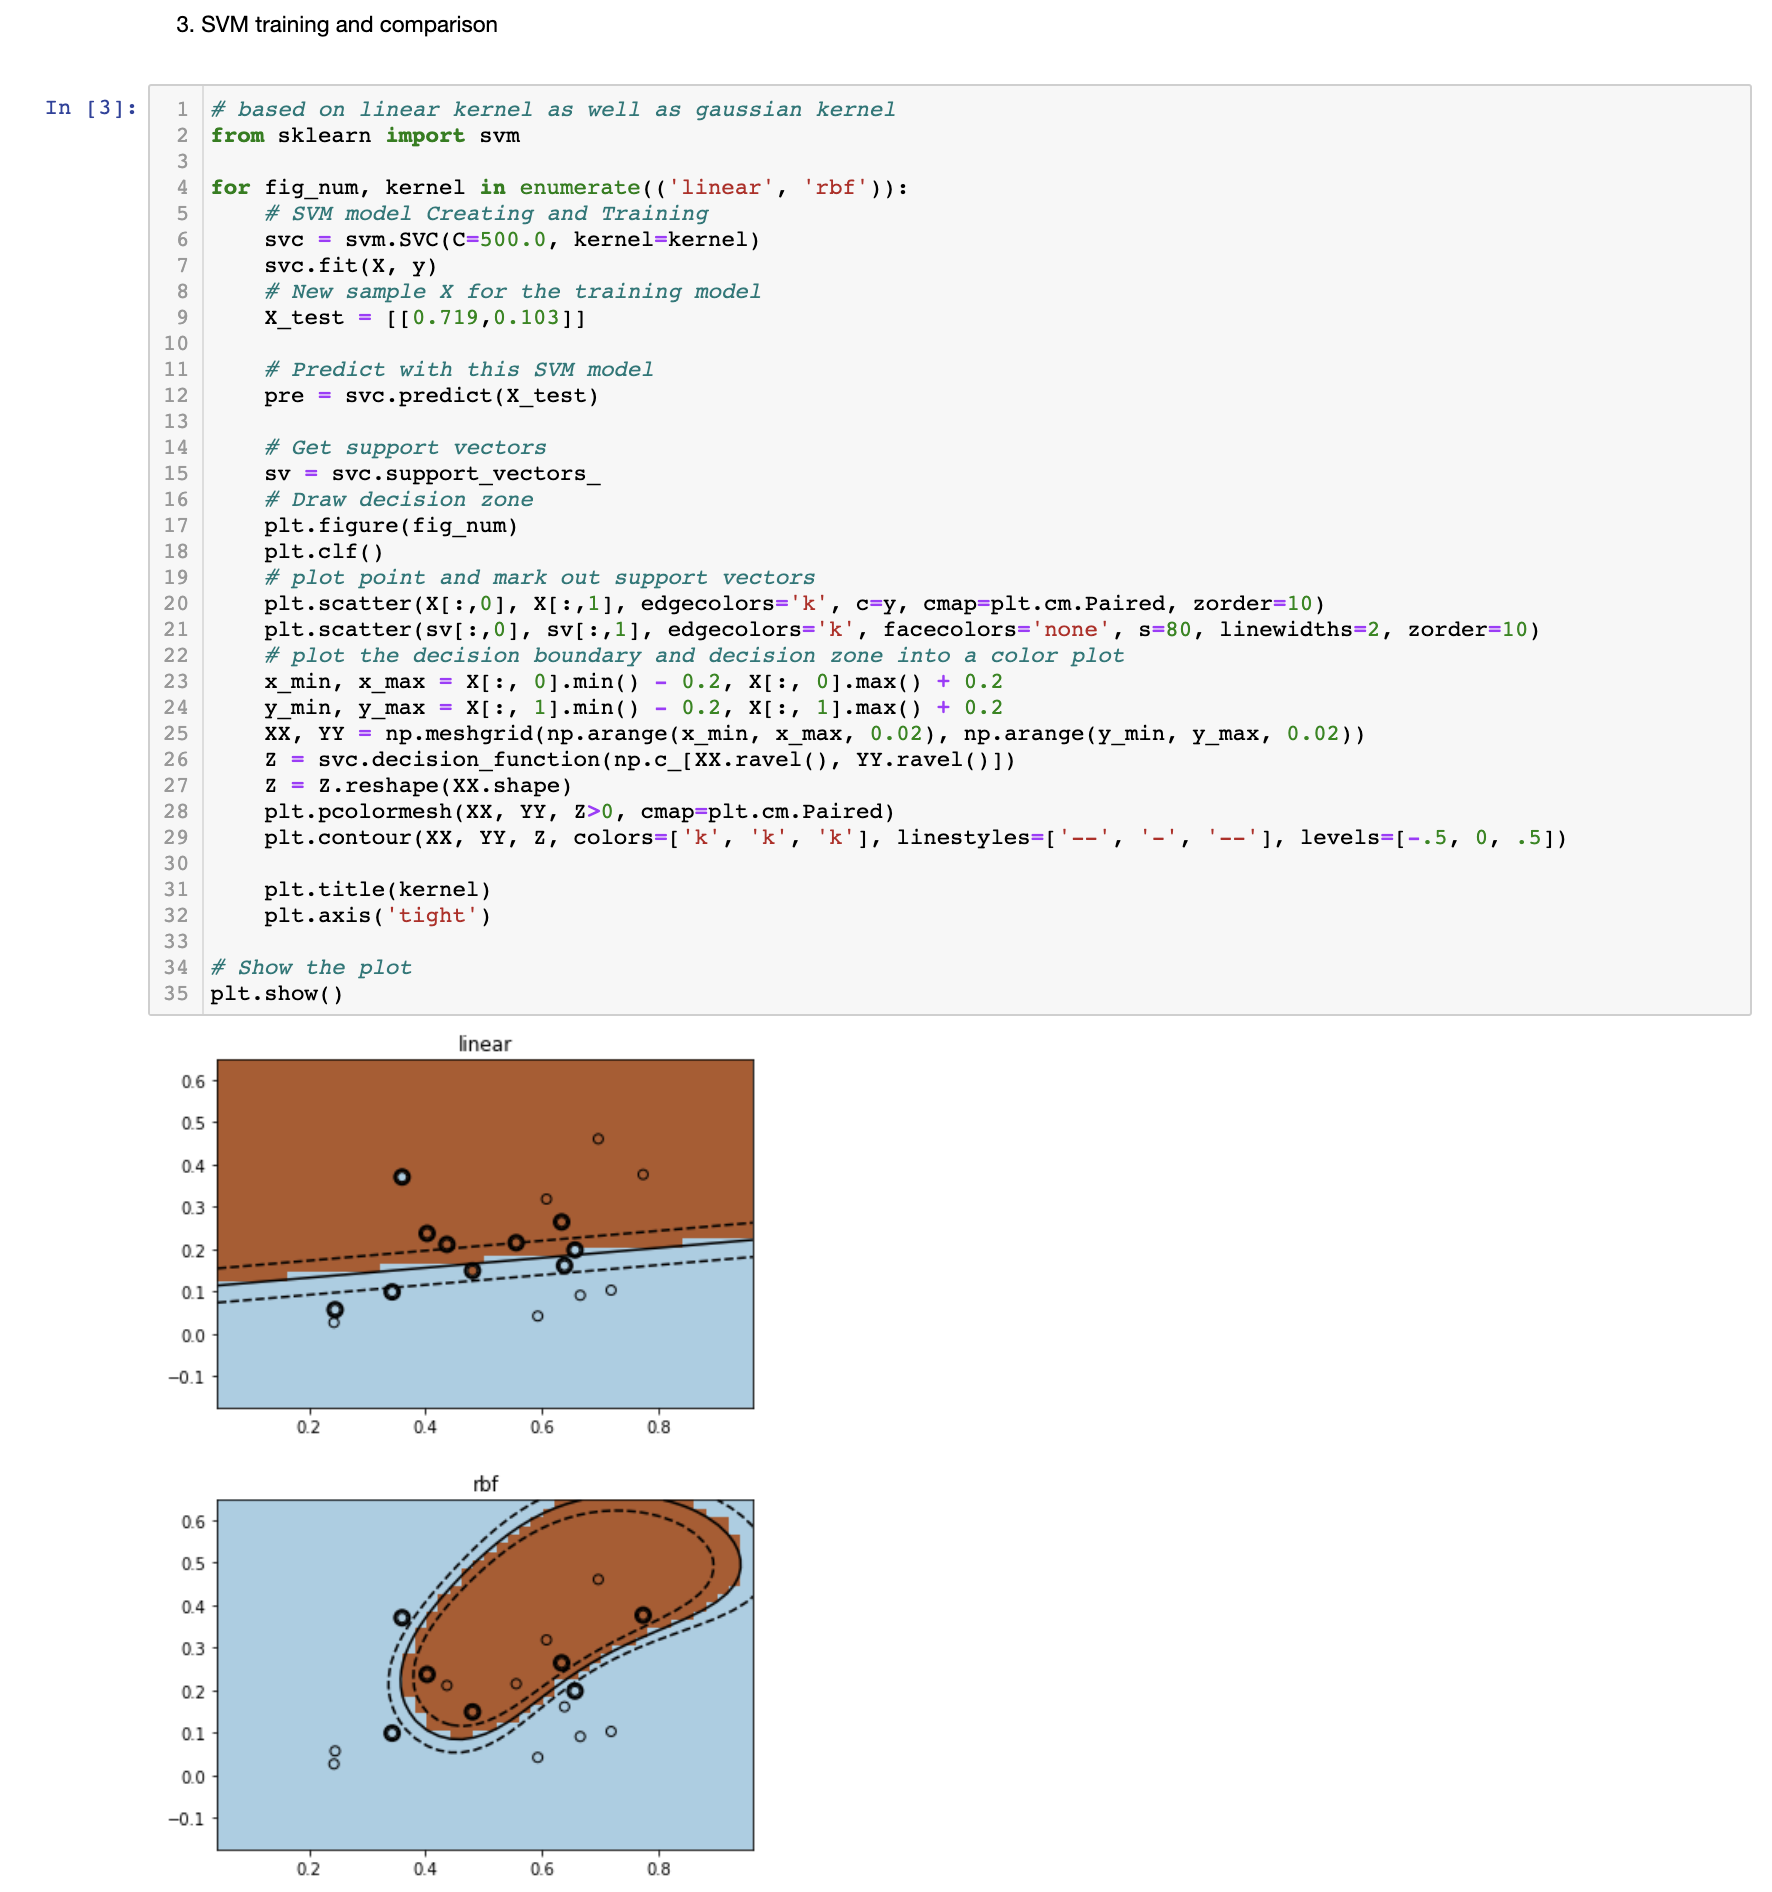 3. SVM training and comparison
In [3]:
1 # based on linear kernel as well as gaussian kernel
2 from sklearn import svm
3
4 for fig_num, kernel in enumerate(('linear', 'rbf')):
5     # SVM model Creating and Training
6     svc = svm.SVC(C=500.0, kernel=kernel)
7     svc.fit(X, y)
8     # New sample X for the training model
9     X_test = [[0.719,0.103]]
10
11     # Predict with this SVM model
12     pre = svc.predict(X_test)
13
14     # Get support vectors
15     sv = svc.support_vectors_
16     # Draw decision zone
17     plt.figure(fig_num)
18     plt.clf()
19     # plot point and mark out support vectors
20     plt.scatter(X[:,0], X[:,1], edgecolors='k', c=y, cmap=plt.cm.Paired, zorder=10)
21     plt.scatter(sv[:,0], sv[:,1], edgecolors='k', facecolors='none', s=80, linewidths=2, zorder=10)
22     # plot the decision boundary and decision zone into a color plot
23     x_min, x_max = X[:, 0].min() - 0.2, X[:, 0].max() + 0.2
24     y_min, y_max = X[:, 1].min() - 0.2, X[:, 1].max() + 0.2
25     XX, YY = np.meshgrid(np.arange(x_min, x_max, 0.02), np.arange(y_min, y_max, 0.02))
26     Z = svc.decision_function(np.c_[XX.ravel(), YY.ravel()])
27     Z = Z.reshape(XX.shape)
28     plt.pcolormesh(XX, YY, Z>0, cmap=plt.cm.Paired)
29     plt.contour(XX, YY, Z, colors=['k', 'k', 'k'], linestyles=['--', '-', '--'], levels=[-.5, 0, .5])
30
31     plt.title(kernel)
32     plt.axis('tight')
33
34 # Show the plot
35 plt.show()
linear
0.6
0.5
0.4
0.3
0.2
0.1
0.0
−0.1
0.2 0.4 0.6 0.8
rbf
0.6
0.5
0.4
0.3
0.2
0.1
0.0
−0.1
0.2 0.4 0.6 0.8